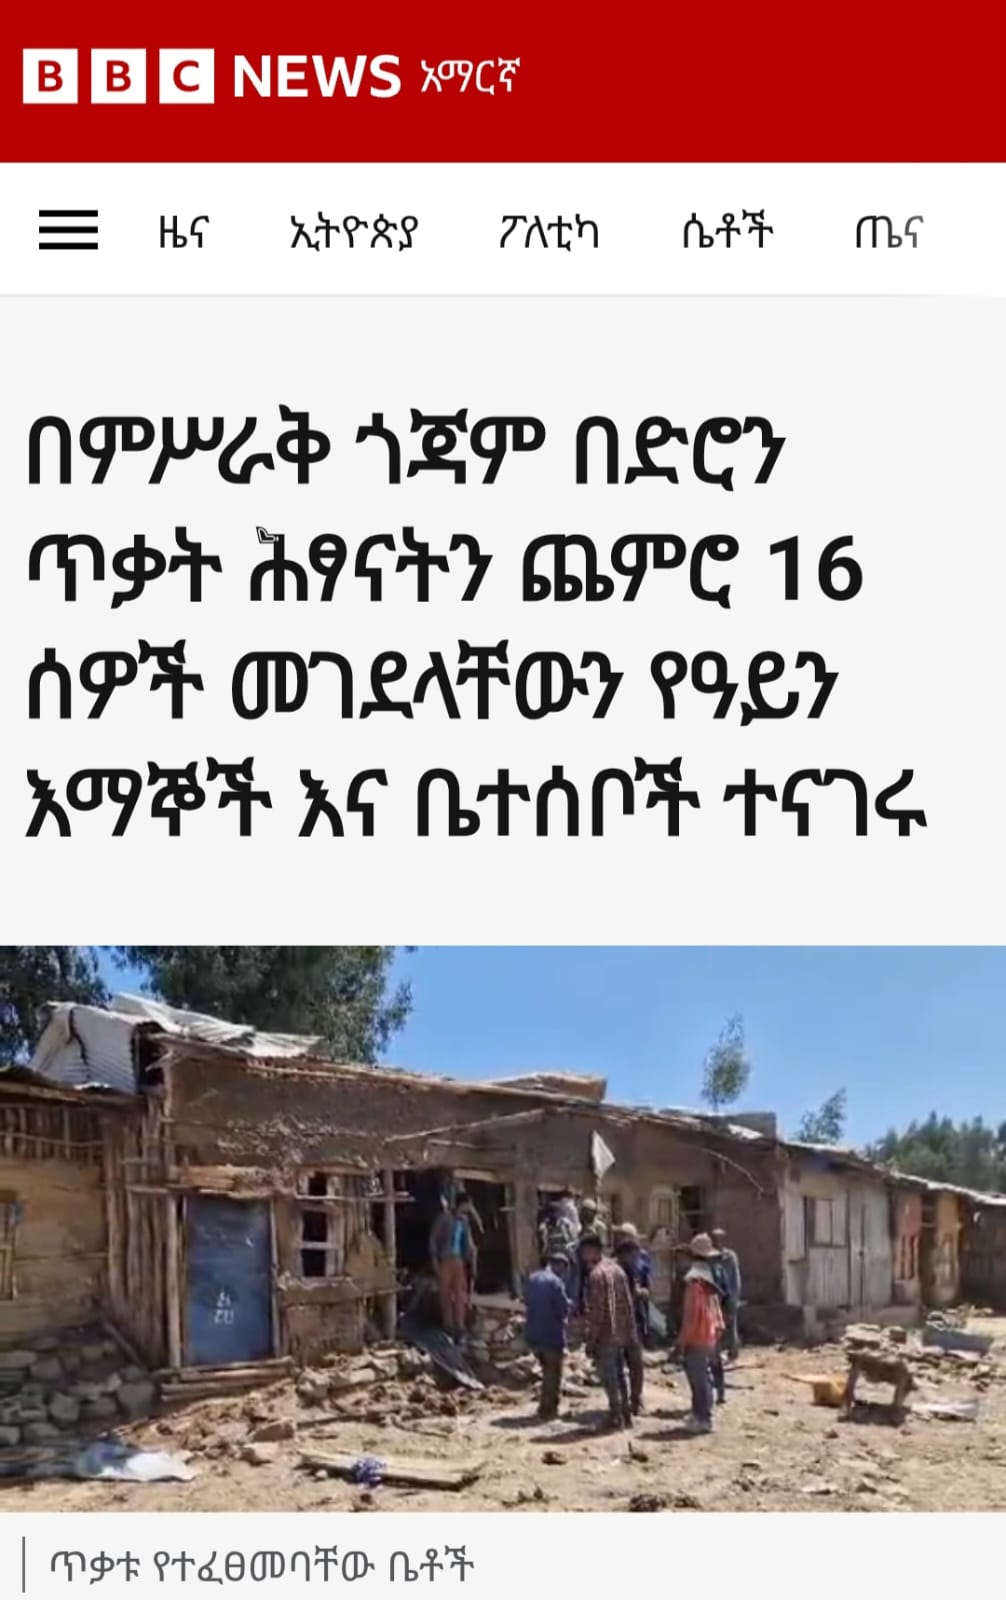 BBC NEWS አማርኛ
ዜና ኢትዮጵያ ፖለቲካ ሴቶች ጤና
በምሥራቅ ጎጃም በድሮን
ጥቃት ሕፃናትን ጨምሮ 16
ሰዎች መገደላቸውን የዓይን
እማኞች እና ቤተሰቦች ተናገሩ
ጥቃቱ የተፈፀመባቸው ቤቶች